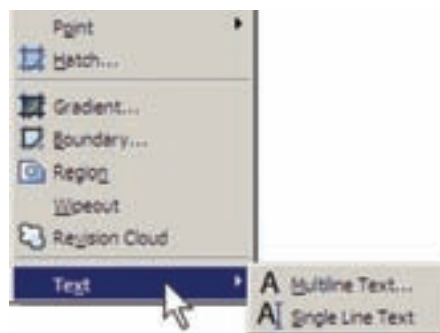 Point
Hatch...
Gradient...
Boundary...
Region
Wipeout
Revision Cloud
Text
A Multiline Text...
A Single Line Text